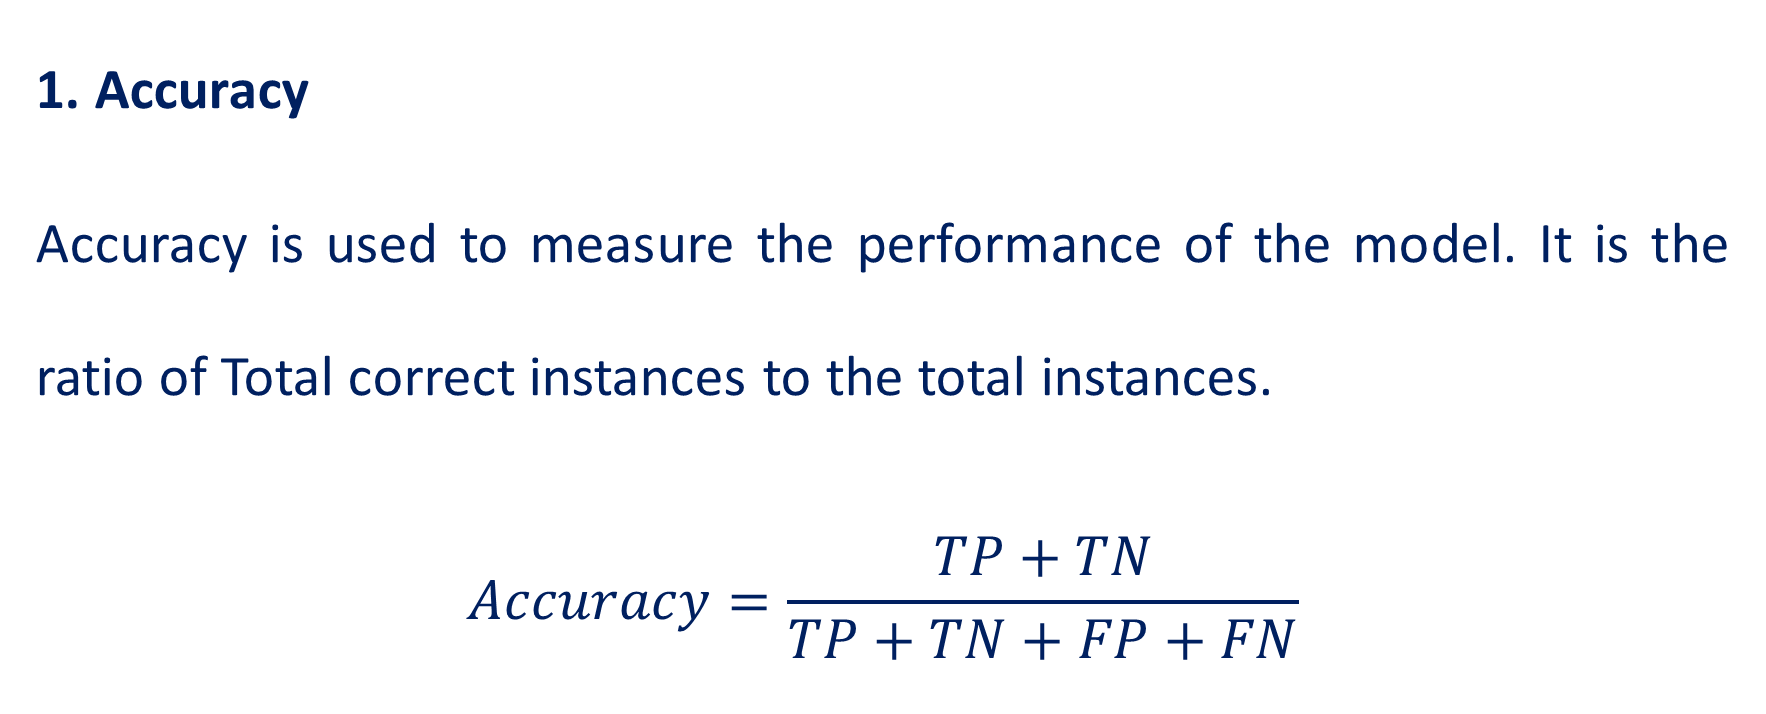 1. Accuracy
Accuracy is used to measure the performance of the model. It is the
ratio of Total correct instances to the total instances.
Accuracy = TP + TN / TP + TN + FP + FN